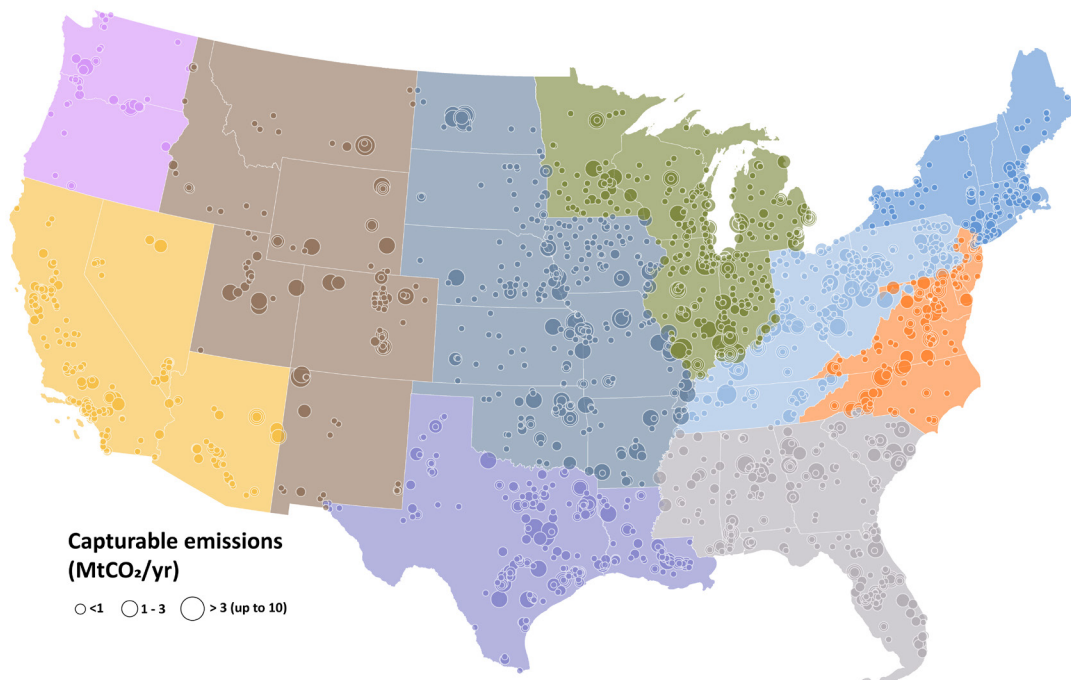 Capturable emissions
(MtCO₂/yr)
<1 1 - 3 > 3 (up to 10)